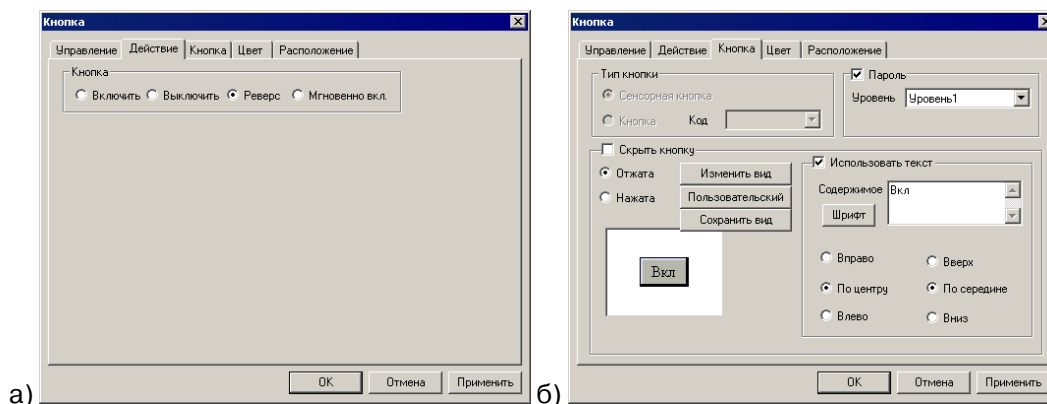 Кнопка
Управление Действие Кнопка Цвет Расположение
Кнопка
Включить Выключить Реверс Мгновенно вкл.
ОК Отмена Применить
а)
Кнопка
Управление Действие Кнопка Цвет Расположение
Тип кнопки
Сенсорная кнопка
Кнопка Код
Пароль
Уровень Уровень1
Скрыть кнопку
Отжата Изменить вид
Нажата Пользовательский
Сохранить вид
Вкл
Использовать текст
Содержимое Вкл
Шрифт
Вправо Вверх
По центру По середине
Влево Вниз
ОК Отмена Применить
б)